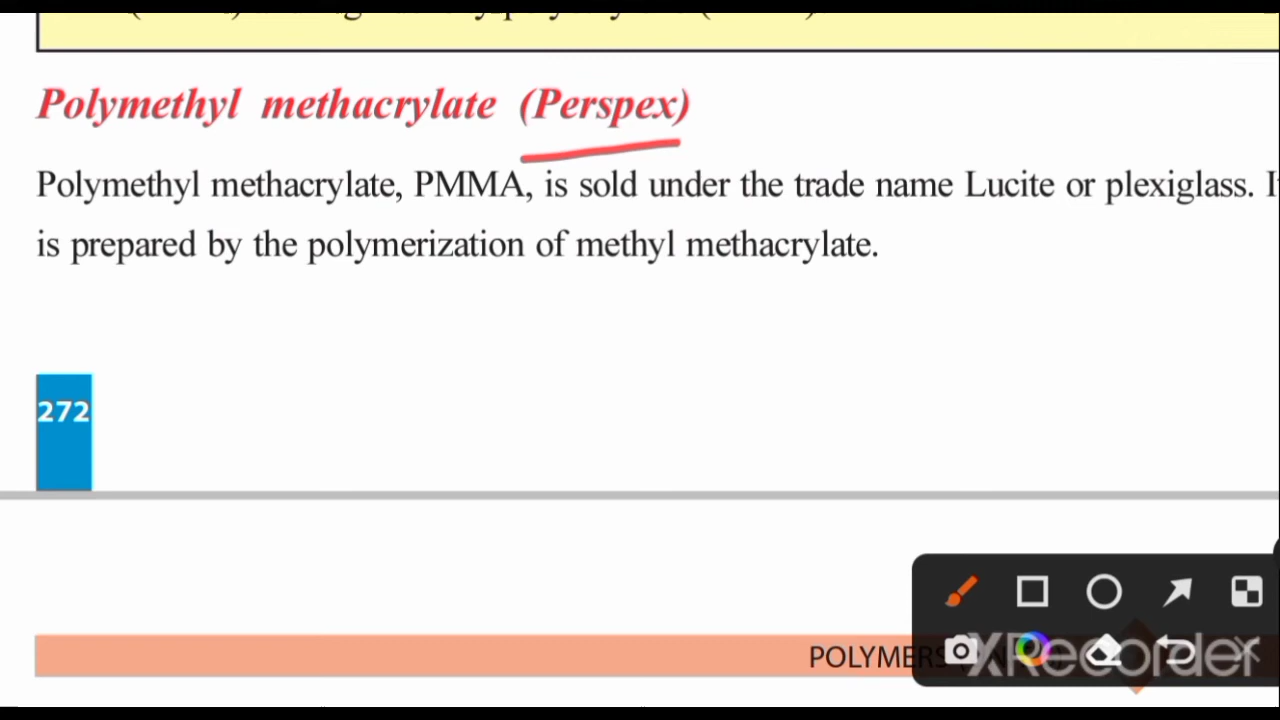 Polymethyl methacrylate (Perspex)
Polymethyl methacrylate, PMMA, is sold under the trade name Lucite or plexiglass.
is prepared by the polymerization of methyl methacrylate.
272
POLYMERS
XRecorder